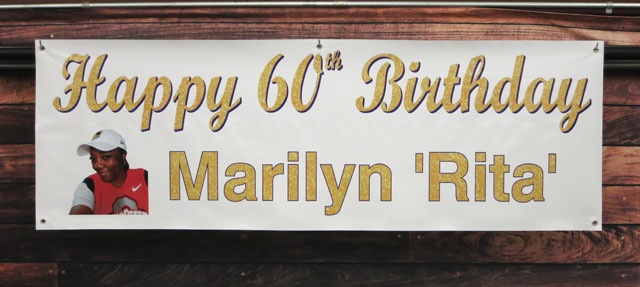 Happy 60th Birthday
Marilyn 'Rita'